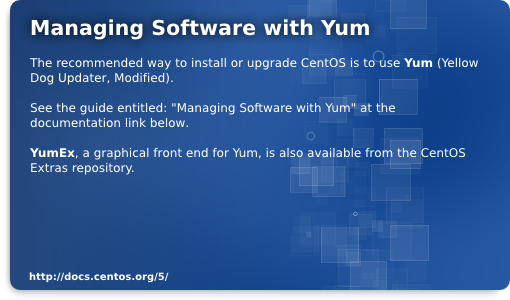 Managing Software with Yum
The recommended way to install or upgrade CentOS is to use Yum (Yellow
Dog Updater, Modified).
See the guide entitled: "Managing Software with Yum" at the
documentation link below.
YumEx, a graphical front end for Yum, is also available from the CentOS
Extras repository.
http://docs.centos.org/5/